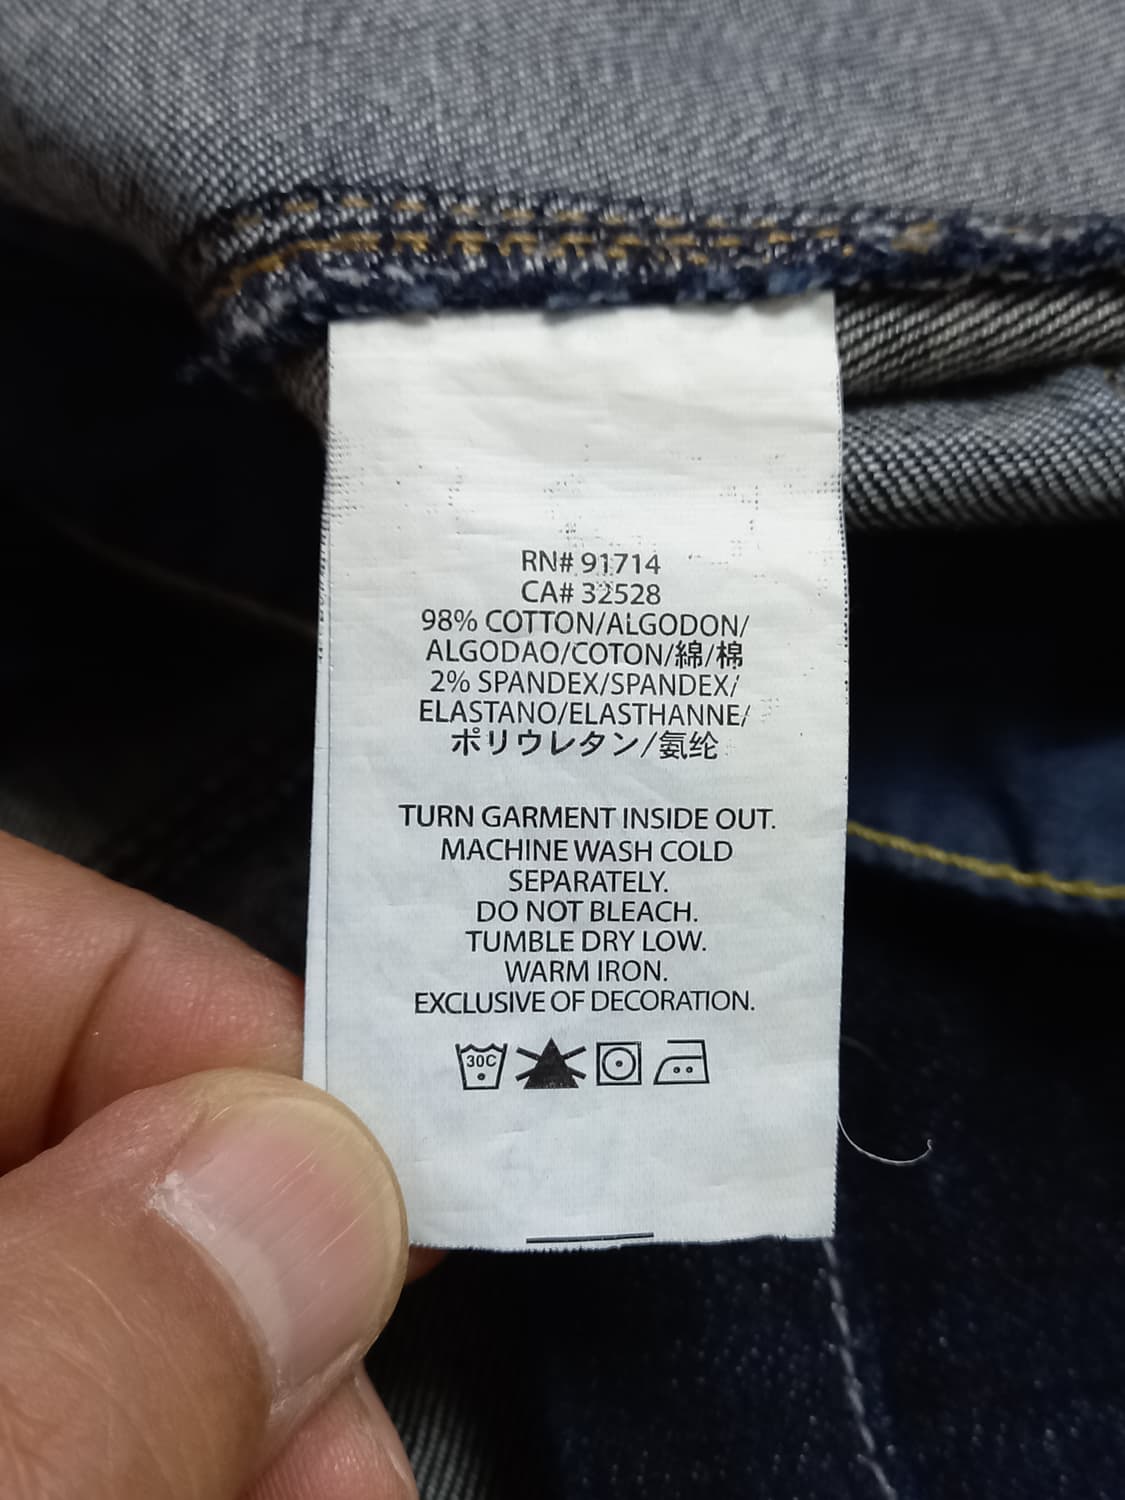 RN# 91714
CA# 32528
98% COTTON/ALGODON/
ALGODAO/COTON/綿/棉
2% SPANDEX/SPANDEX/
ELASTANO/ELASTHANNE/
ポリウレタン/氨纶
TURN GARMENT INSIDE OUT.
MACHINE WASH COLD
SEPARATELY.
DO NOT BLEACH.
TUMBLE DRY LOW.
WARM IRON.
EXCLUSIVE OF DECORATION.
30C